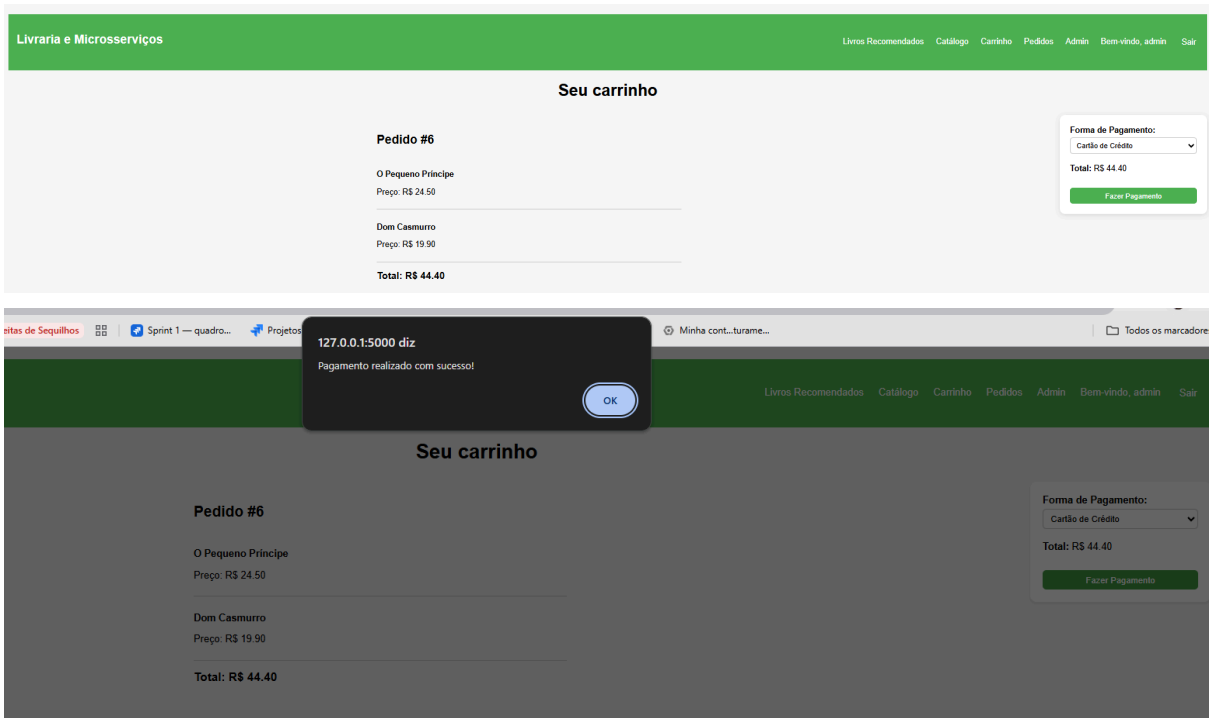 Livraria e Microsserviços
Livros Recomendados Catálogo Carrinho Pedidos Admin Bem-vindo, admin Sair
Seu carrinho
Pedido #6
O Pequeno Príncipe
Preço: R$ 24.50
Dom Casmurro
Preço: R$ 19.90
Total: R$ 44.40
Forma de Pagamento:
Cartão de Crédito
Total: R$ 44.40
Fazer Pagamento
eitas de Sequilhos Sprint 1 — quadro... Projetos Minha cont...turame... Todos os marcadores
127.0.0.1:5000 diz
Pagamento realizado com sucesso!
OK
Livros Recomendados Catálogo Carrinho Pedidos Admin Bem-vindo, admin Sair
Seu carrinho
Pedido #6
O Pequeno Príncipe
Preço: R$ 24.50
Dom Casmurro
Preço: R$ 19.90
Total: R$ 44.40
Forma de Pagamento:
Cartão de Crédito
Total: R$ 44.40
Fazer Pagamento